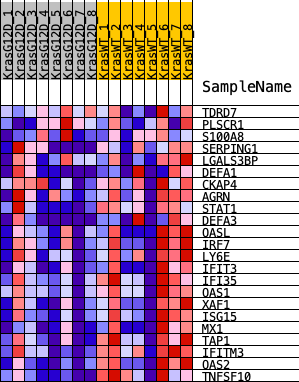 KrasG12D_1
KrasG12D_2
KrasG12D_3
KrasG12D_4
KrasG12D_5
KrasG12D_6
KrasG12D_7
KrasG12D_8
KrasWT_1
KrasWT_2
KrasWT_3
KrasWT_4
KrasWT_5
KrasWT_6
KrasWT_7
KrasWT_8
SampleName
TDRD7
PLSCR1
S100A8
SERPING1
LGALS3BP
DEFA1
CKAP4
AGRN
STAT1
DEFA3
OASL
IRF7
LY6E
IFIT3
IFI35
OAS1
XAF1
ISG15
MX1
TAP1
IFITM3
OAS2
TNFSF10